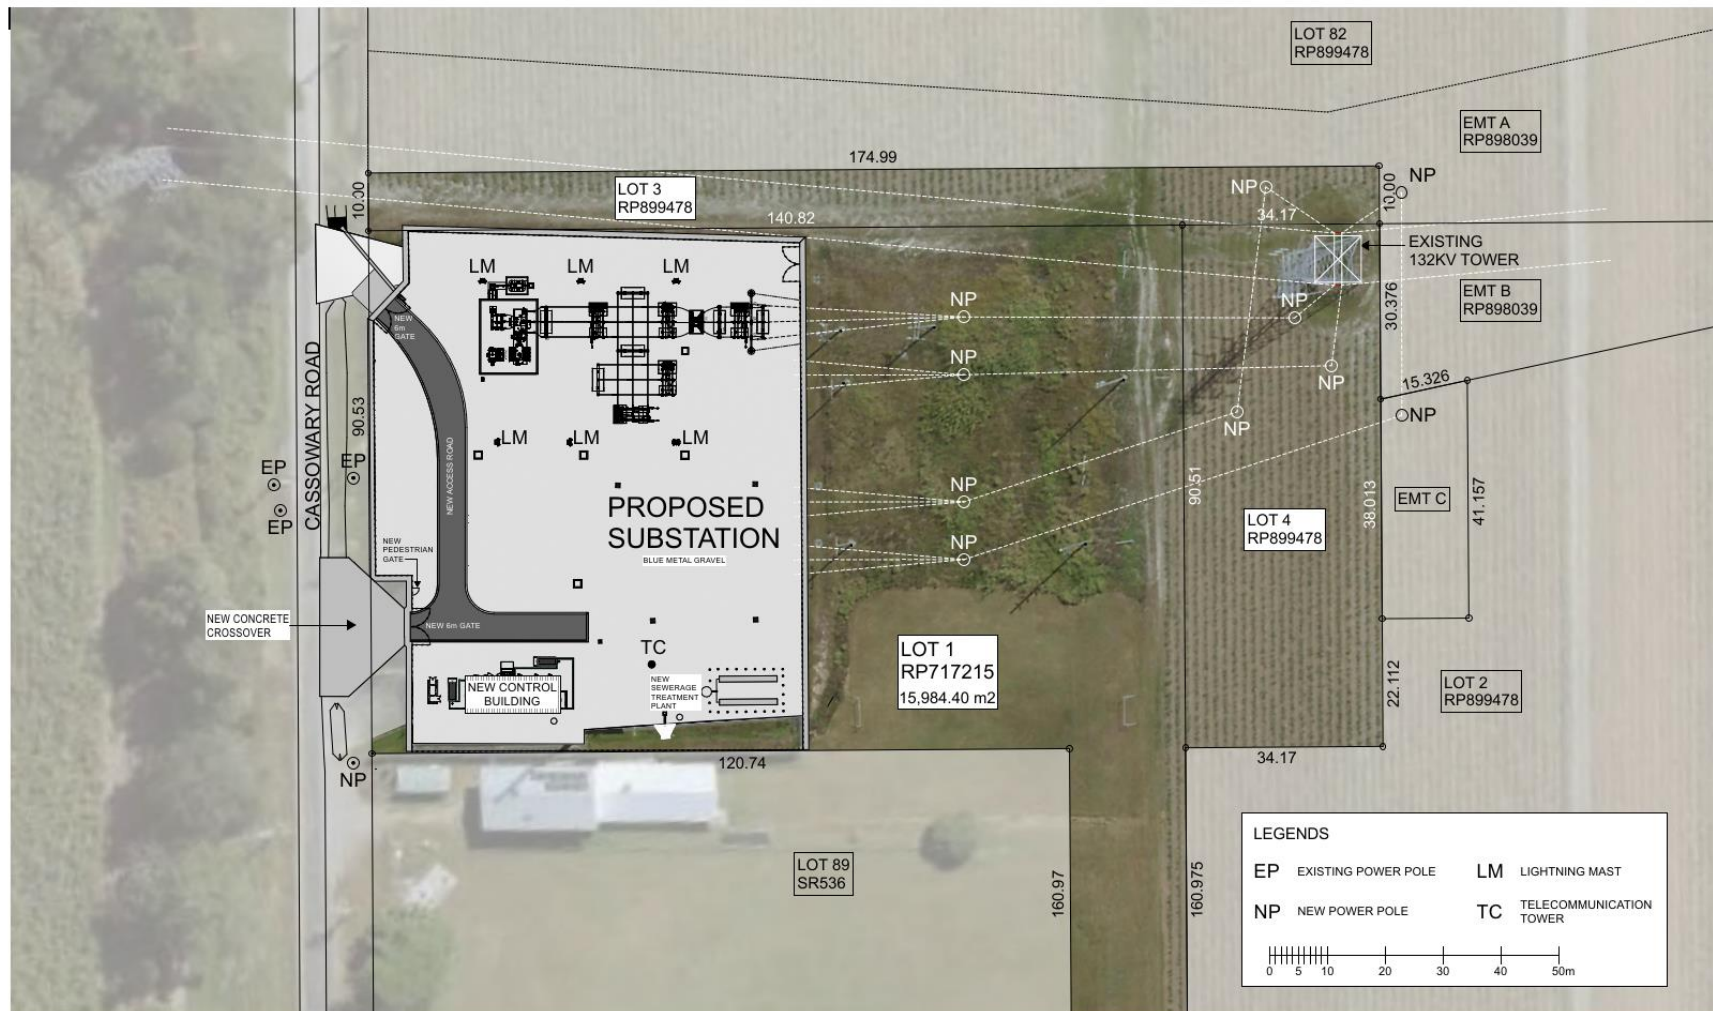 LOT 82
RP899478
EMT A
RP898039
174.99
LOT 3
RP899478
10.00
140.82
NP
34.17
10.00
NP
EXISTING
132KV TOWER
LM
LM
LM
NEW
6m
GATE
NP
NP
30.376
EMT B
RP898039
CASSOWARY ROAD
90.53
NP
NP
15.326
LM
LM
LM
NP
NP
EP
EP
EP
NEW ACCESS ROAD
PROPOSED
SUBSTATION
BLUE METAL GRAVEL
NP
NP
90.51
38.013
EMT C
41.157
LOT 4
RP899478
NEW
PEDESTRIAN
GATE
NEW CONCRETE
CROSSOVER
NEW 6m GATE
TC
LOT 1
RP717215
15,984.40 m2
NEW CONTROL
BUILDING
NEW
SEWERAGE
TREATMENT
PLANT
22.112
LOT 2
RP899478
NP
120.74
34.17
LOT 89
SR536
160.97
160.975
LEGENDS
EP EXISTING POWER POLE
LM LIGHTNING MAST
NP NEW POWER POLE
TC TELECOMMUNICATION
TOWER
0 5 10 20 30 40 50m